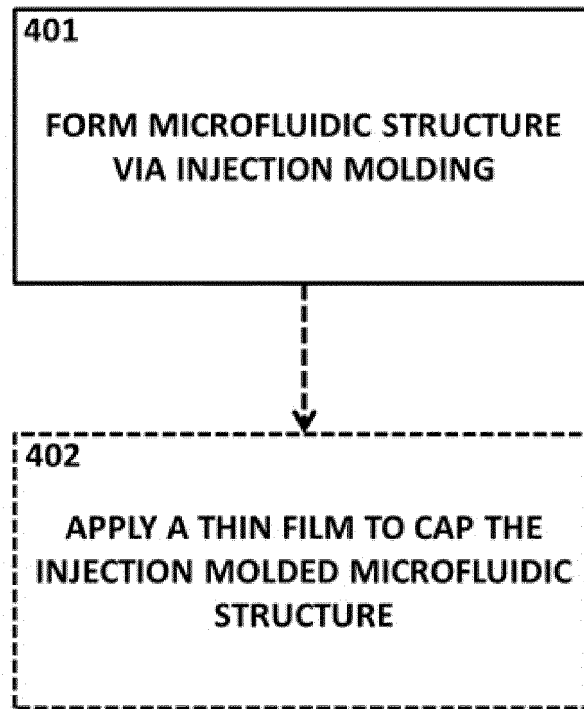 401
FORM MICROFLUIDIC STRUCTURE
VIA INJECTION MOLDING
402
APPLY A THIN FILM TO CAP THE
INJECTION MOLDED MICROFLUIDIC
STRUCTURE